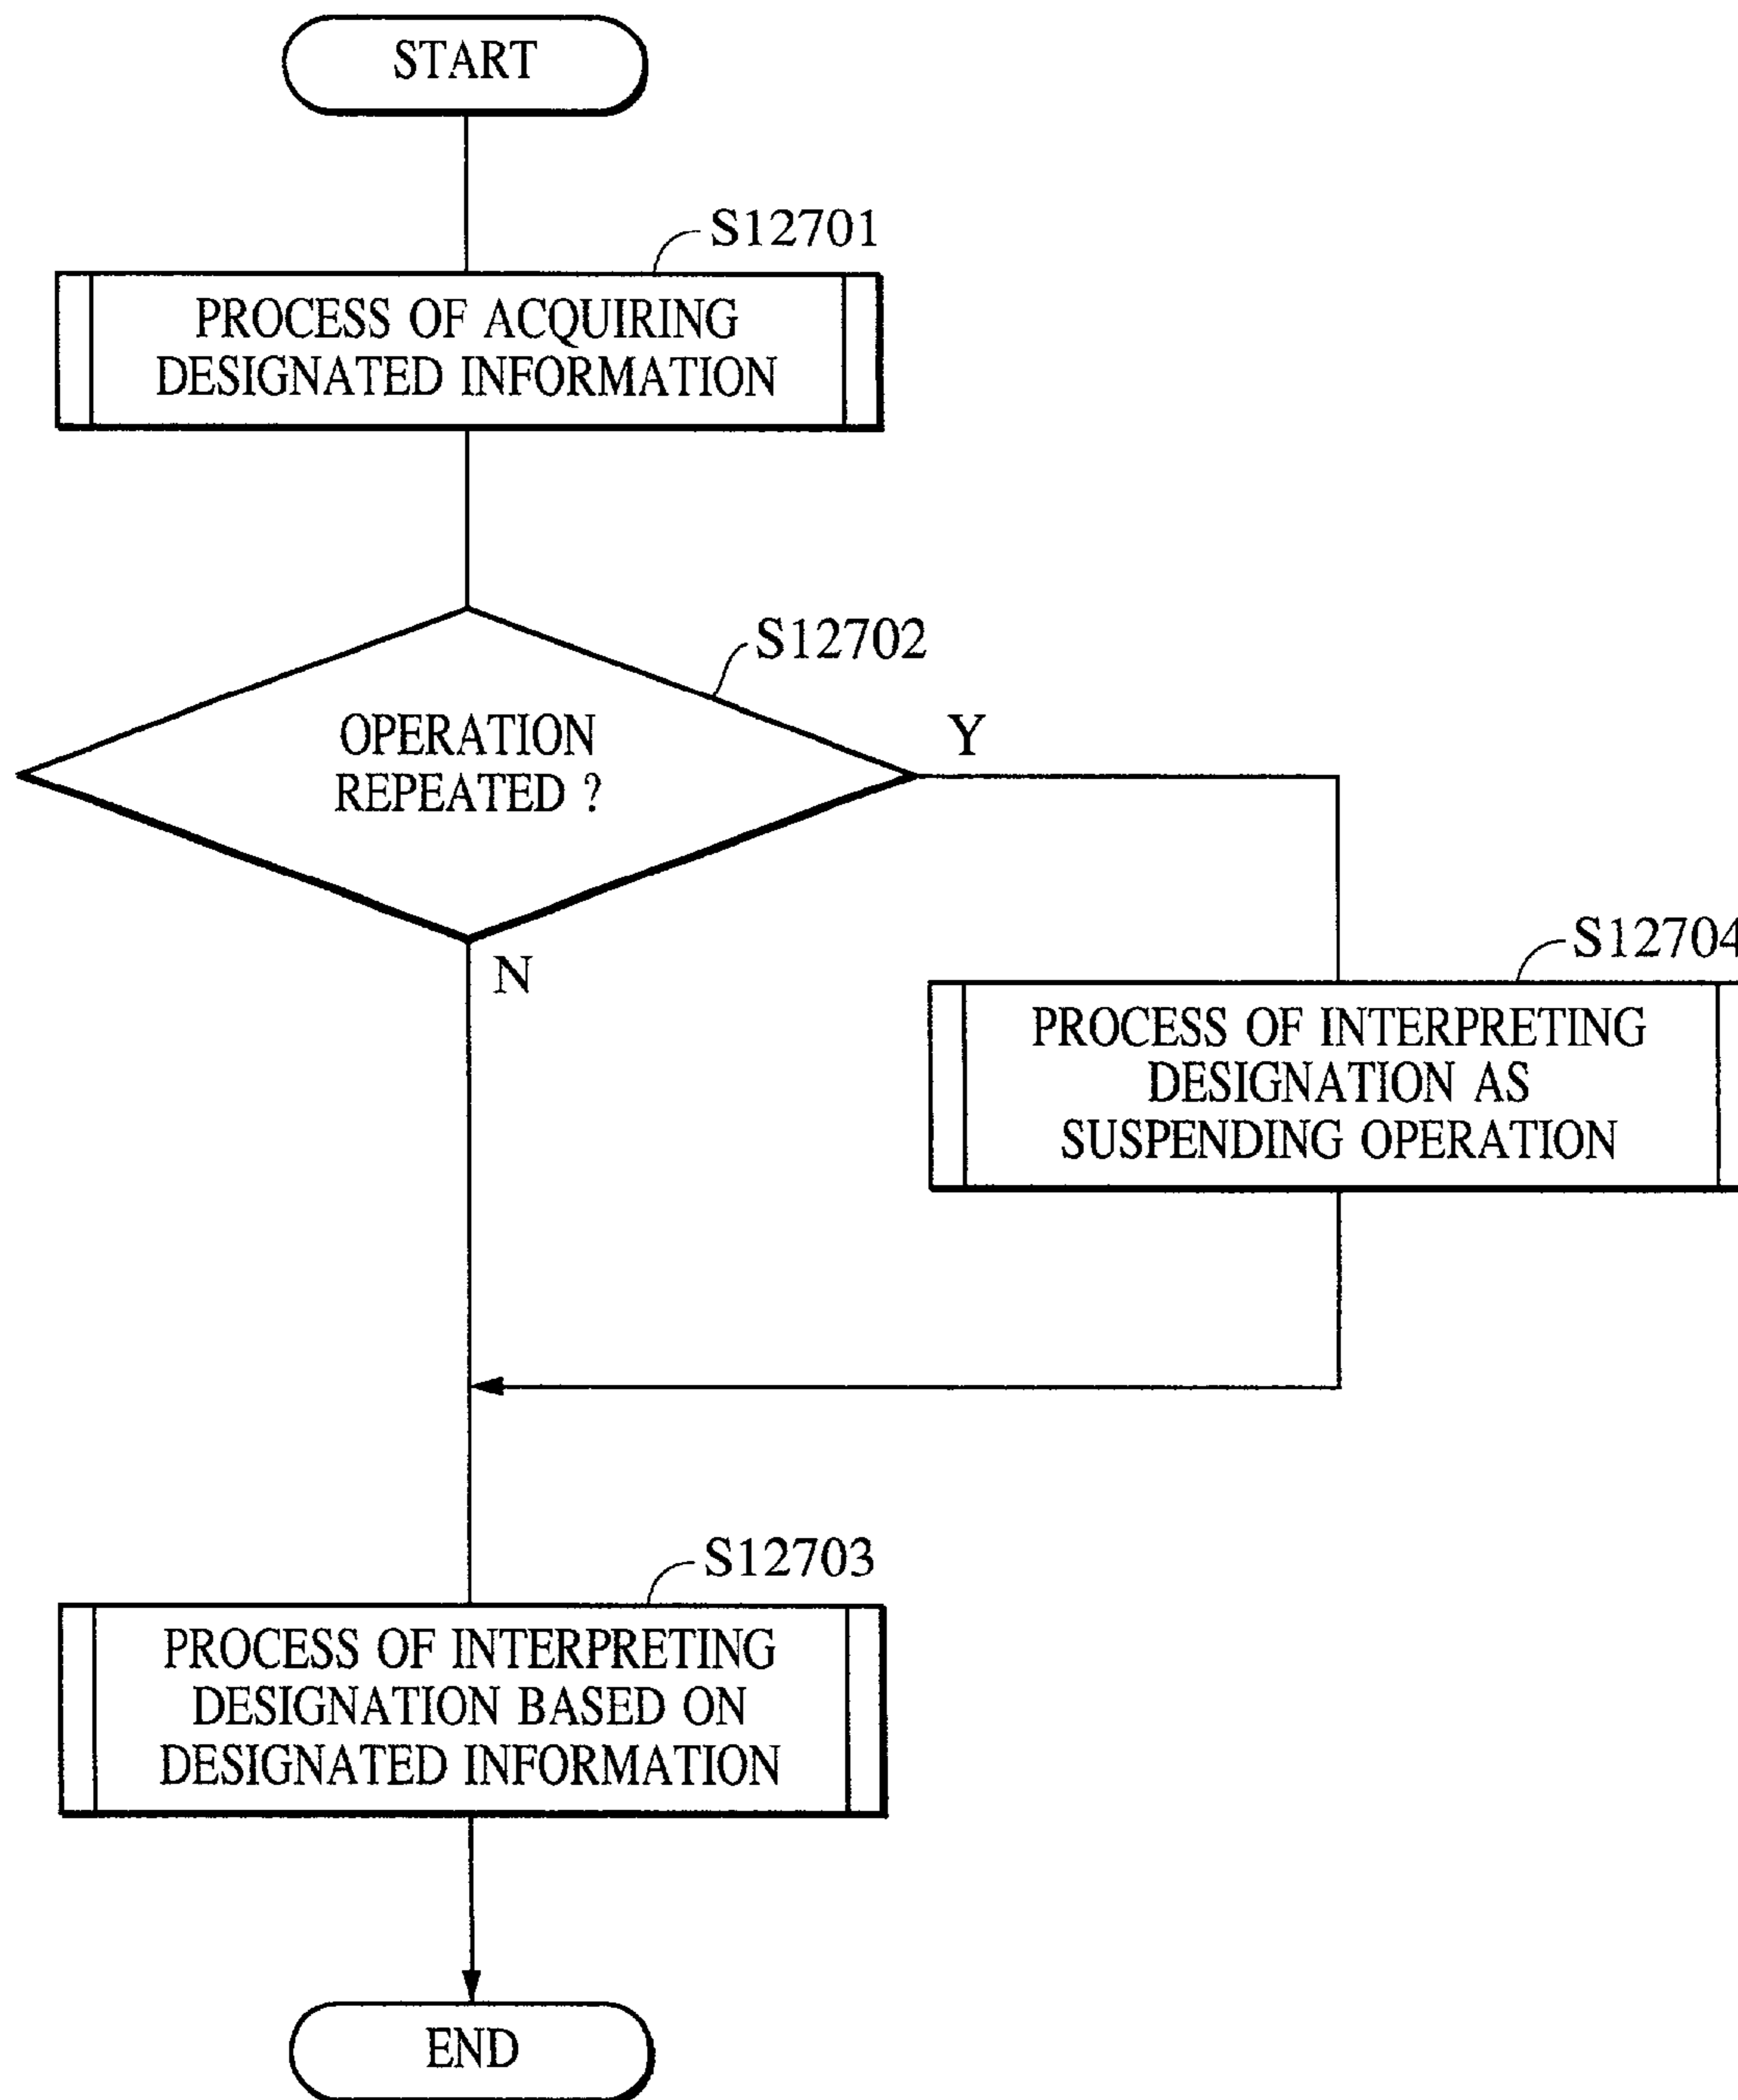 START
S12701
PROCESS OF ACQUIRING
DESIGNATED INFORMATION
S12702
OPERATION
REPEATED ?
Y
N
S12704
PROCESS OF INTERPRETING
DESIGNATION AS
SUSPENDING OPERATION
S12703
PROCESS OF INTERPRETING
DESIGNATION BASED ON
DESIGNATED INFORMATION
END